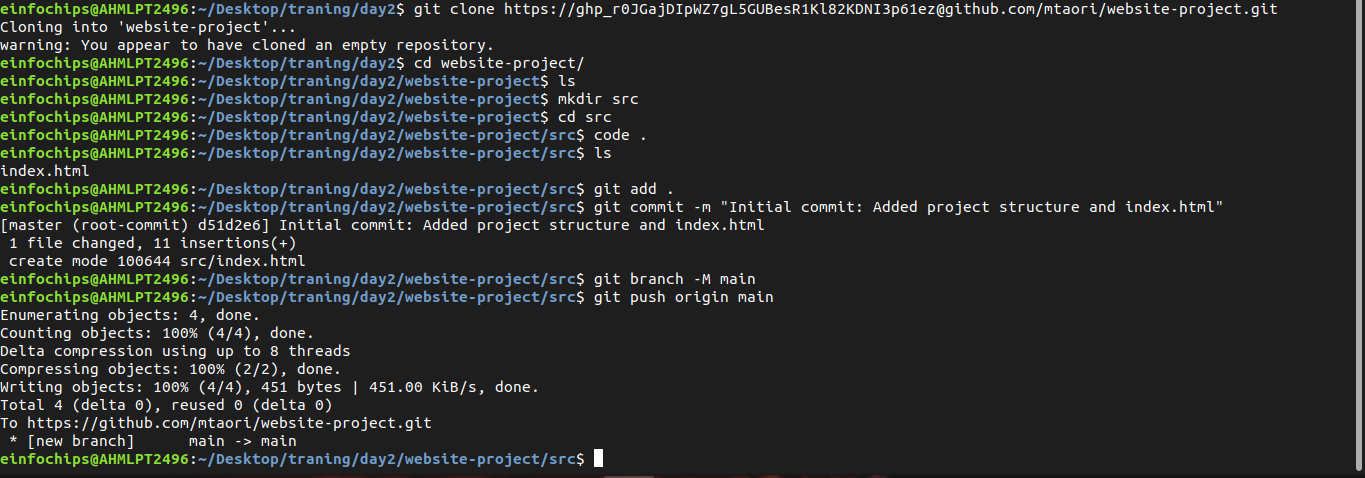 einfochips@AHMLPT2496:~/Desktop/traning/day2$ git clone https://[access token omitted]@github.com/mtaori/website-project.git
Cloning into 'website-project'...
warning: You appear to have cloned an empty repository.
einfochips@AHMLPT2496:~/Desktop/traning/day2$ cd website-project/
einfochips@AHMLPT2496:~/Desktop/traning/day2/website-project$ ls
einfochips@AHMLPT2496:~/Desktop/traning/day2/website-project$ mkdir src
einfochips@AHMLPT2496:~/Desktop/traning/day2/website-project$ cd src
einfochips@AHMLPT2496:~/Desktop/traning/day2/website-project/src$ code .
einfochips@AHMLPT2496:~/Desktop/traning/day2/website-project/src$ ls
index.html
einfochips@AHMLPT2496:~/Desktop/traning/day2/website-project/src$ git add .
einfochips@AHMLPT2496:~/Desktop/traning/day2/website-project/src$ git commit -m "Initial commit: Added project structure and index.html"
[master (root-commit) d51d2e6] Initial commit: Added project structure and index.html
 1 file changed, 11 insertions(+)
 create mode 100644 src/index.html
einfochips@AHMLPT2496:~/Desktop/traning/day2/website-project/src$ git branch -M main
einfochips@AHMLPT2496:~/Desktop/traning/day2/website-project/src$ git push origin main
Enumerating objects: 4, done.
Counting objects: 100% (4/4), done.
Delta compression using up to 8 threads
Compressing objects: 100% (2/2), done.
Writing objects: 100% (4/4), 451 bytes | 451.00 KiB/s, done.
Total 4 (delta 0), reused 0 (delta 0)
To https://github.com/mtaori/website-project.git
 * [new branch]      main -> main
einfochips@AHMLPT2496:~/Desktop/traning/day2/website-project/src$